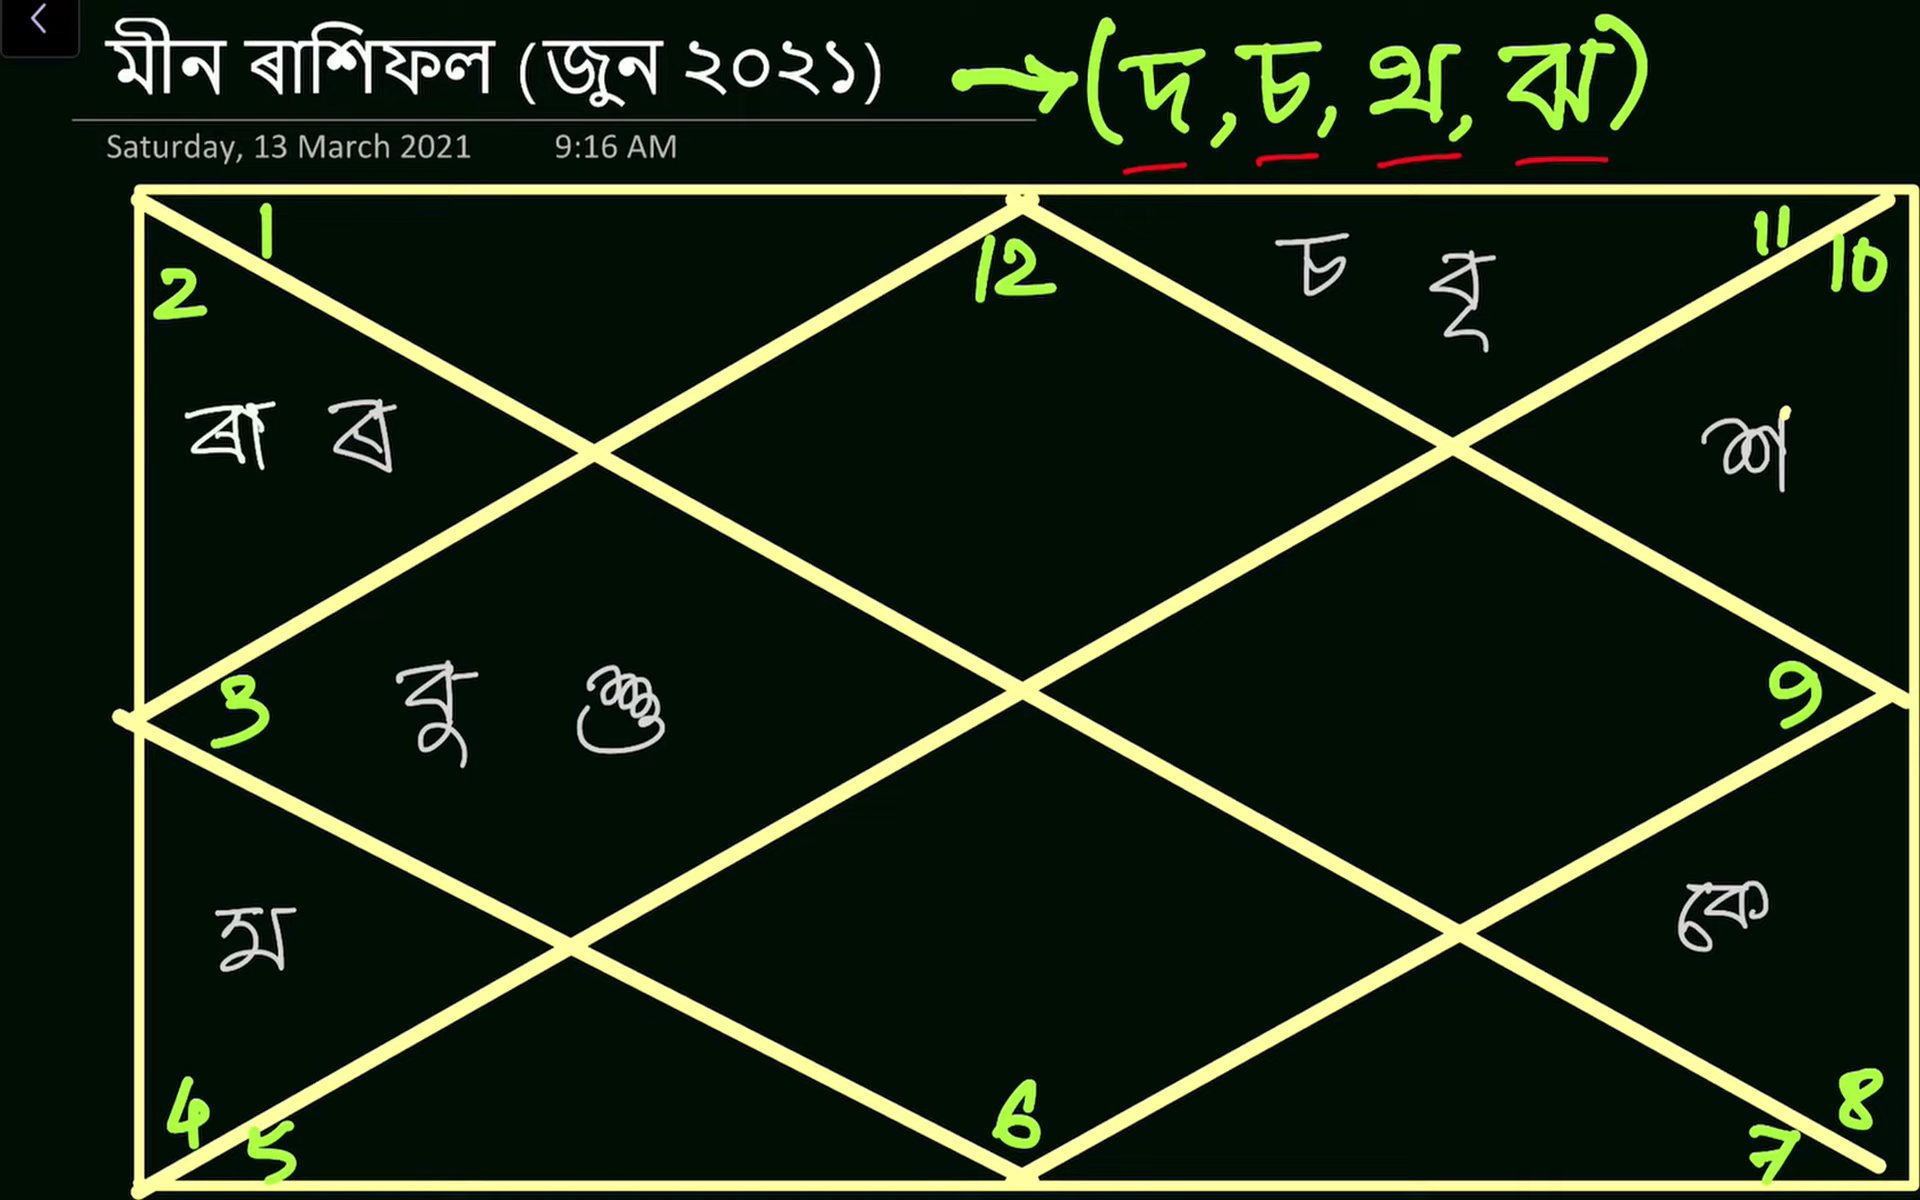 মীন ৰাশিফল (জুন ২০২১) → (দ, চ, থ, ঝ)
Saturday, 13 March 2021 9:16 AM
1 12 চ বৃ 11
2 10
ৰা ৰ শ
3 বু শু 9
ম কে
4 5 6 7 8